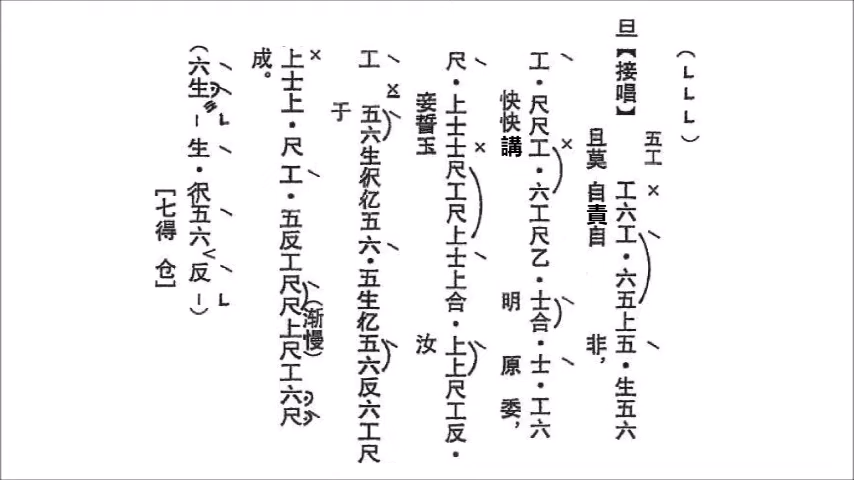 (L L L)
五工 工六工·六五上五·生五六
旦【接唱】 且莫自責自 非，
工·尺尺工·六工尺乙·士合·士·工六
快快講 明 原 委，
尺·上士士尺工尺上士上合·上上尺工反·
妾誓玉 汝
工 五六生伬亿五六·五生亿五六反六工尺
于
上士上·尺工·五反工尺尺上尺工六尺
(渐慢)
成。
(六生 – 生·伬五六反 –)
[七得 仓]